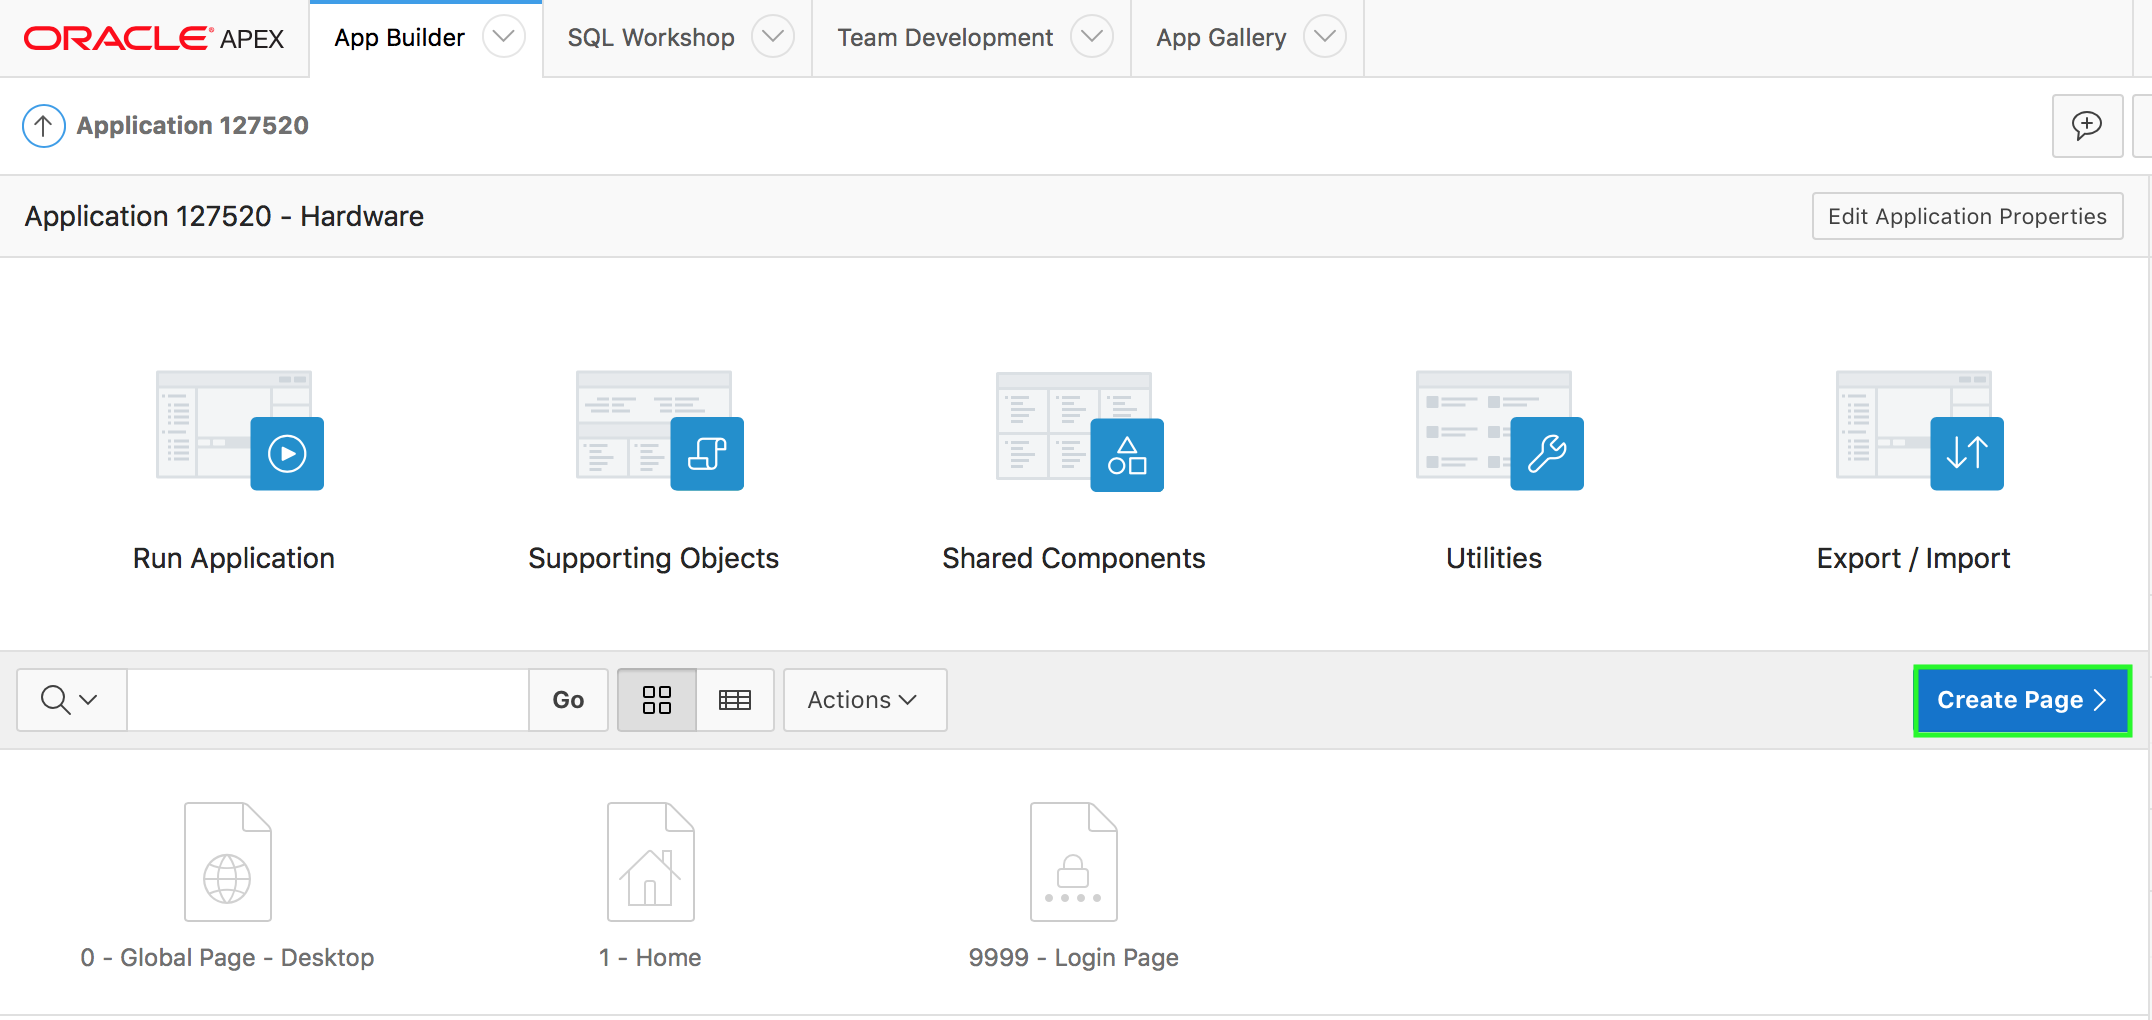 ORACLE® APEX
App Builder
SQL Workshop
Team Development
App Gallery
Application 127520
Application 127520 - Hardware
Edit Application Properties
Run Application
Supporting Objects
Shared Components
Utilities
Export / Import
Go
Actions
Create Page
0 - Global Page - Desktop
1 - Home
9999 - Login Page